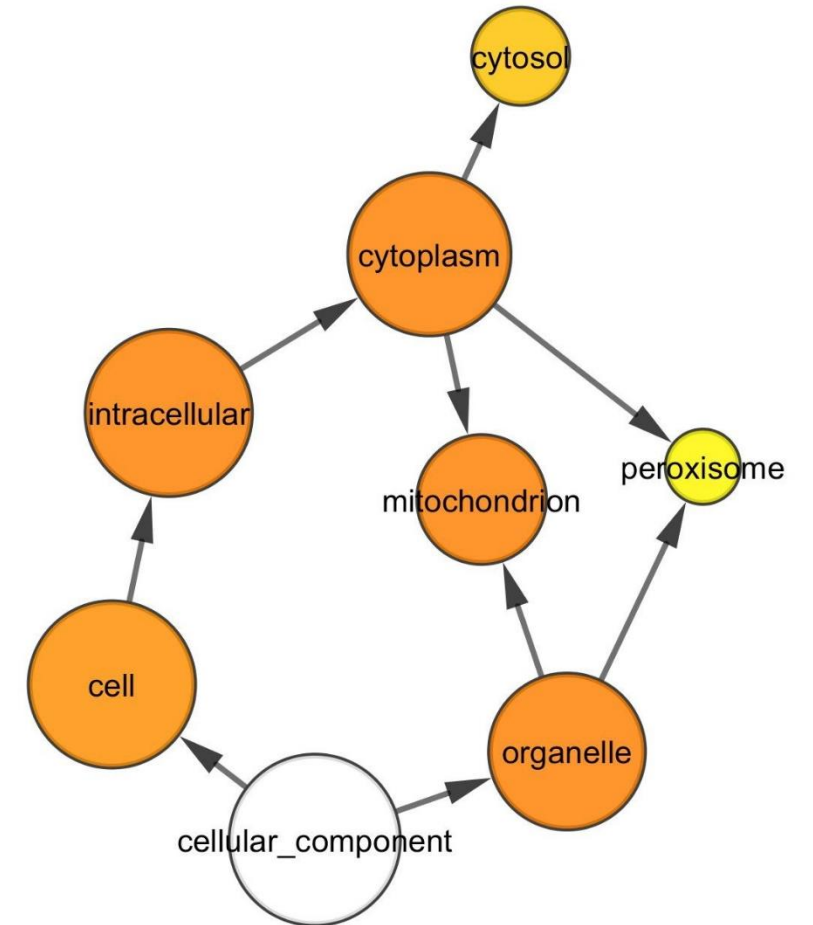 cytosol
cytoplasm
intracellular
peroxisome
mitochondrion
cell
organelle
cellular_component